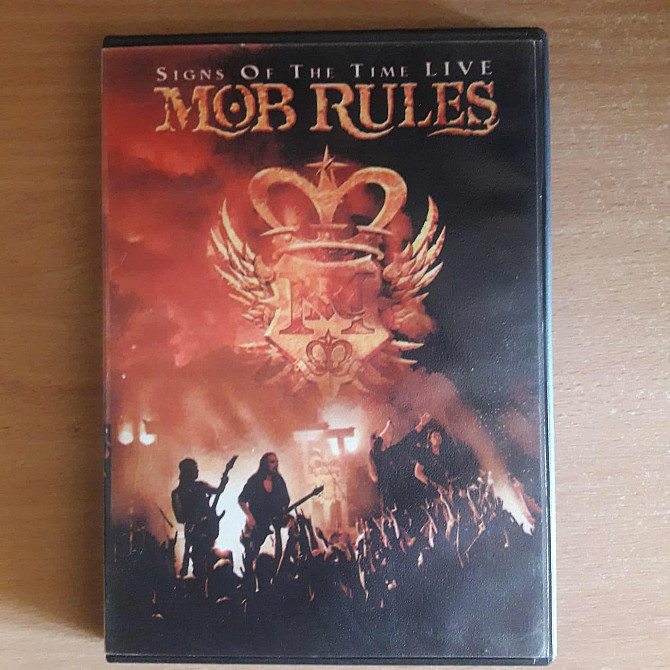 SIGNS OF THE TIME LIVE
MOB RULES
M